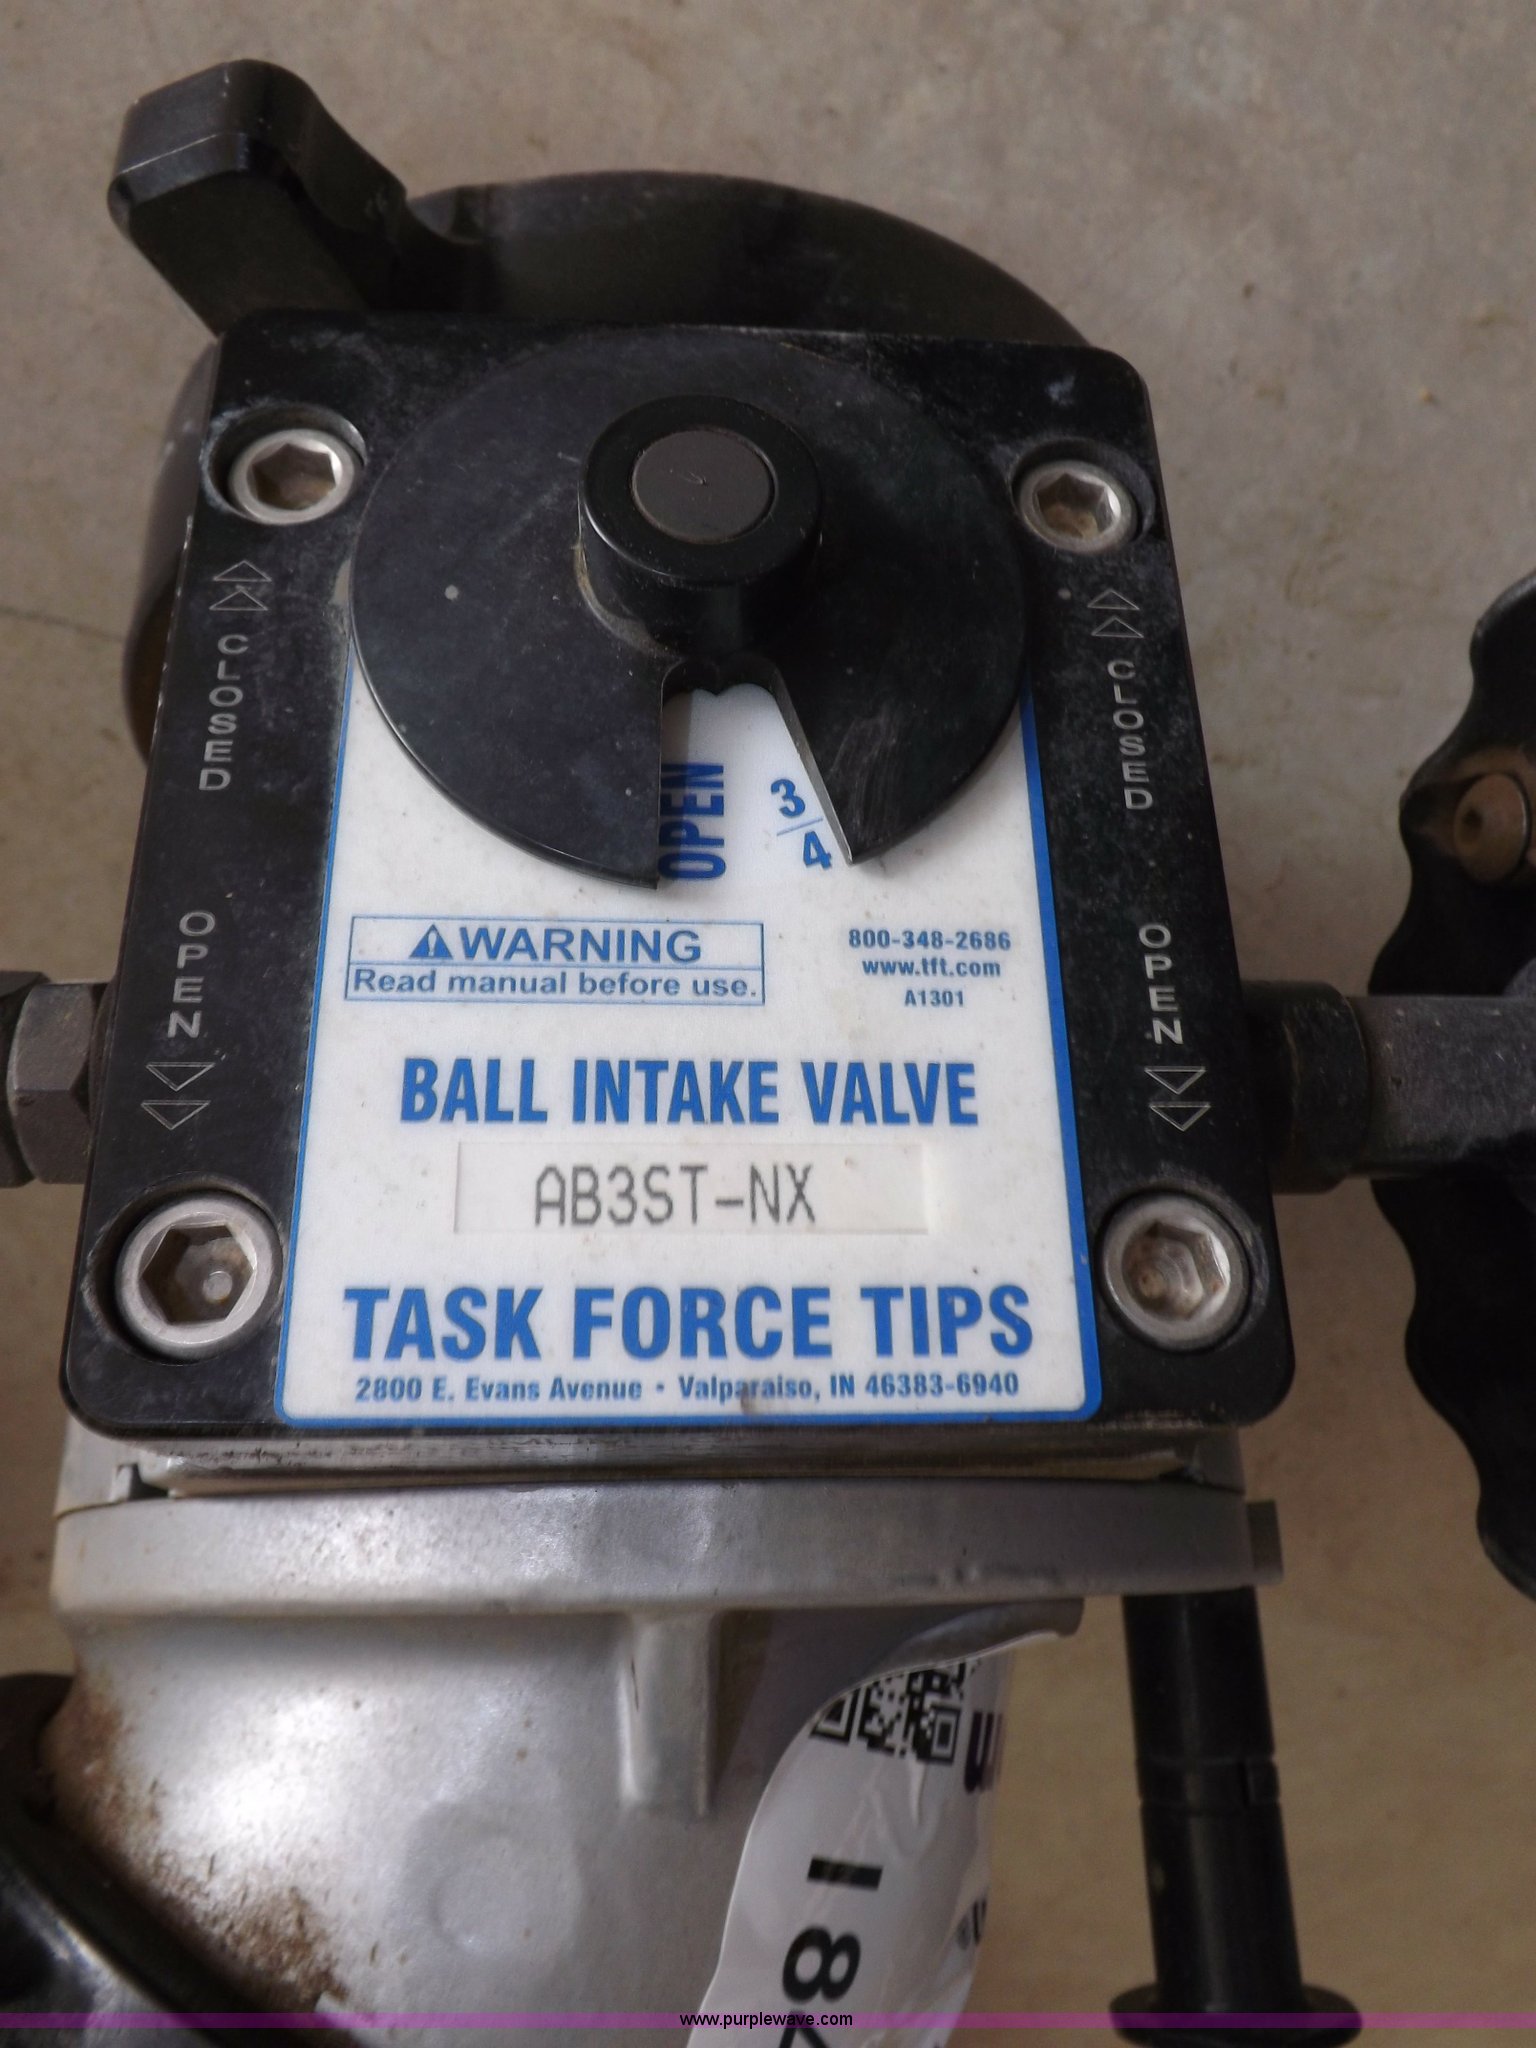 CLOSED
CLOSED
OPEN
3/4
OPEN
OPEN
WARNING
Read manual before use.
800-348-2686
www.tft.com
A1301
BALL INTAKE VALVE
AB3ST-NX
TASK FORCE TIPS
2800 E. Evans Avenue • Valparaiso, IN 46383-6940
781
www.purplewave.com